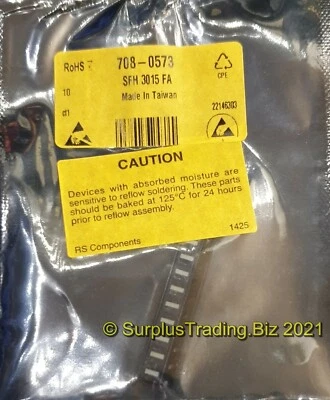 RoHS
708-0573
SFH 3015 FA
Made In Taiwan
CPE
10
d1
22146303
CAUTION
Devices with absorbed moisture are
sensitive to reflow soldering. These parts
should be baked at 125°C for 24 hours
prior to reflow assembly.
RS Components
1425
© SurplusTrading.Biz 2021